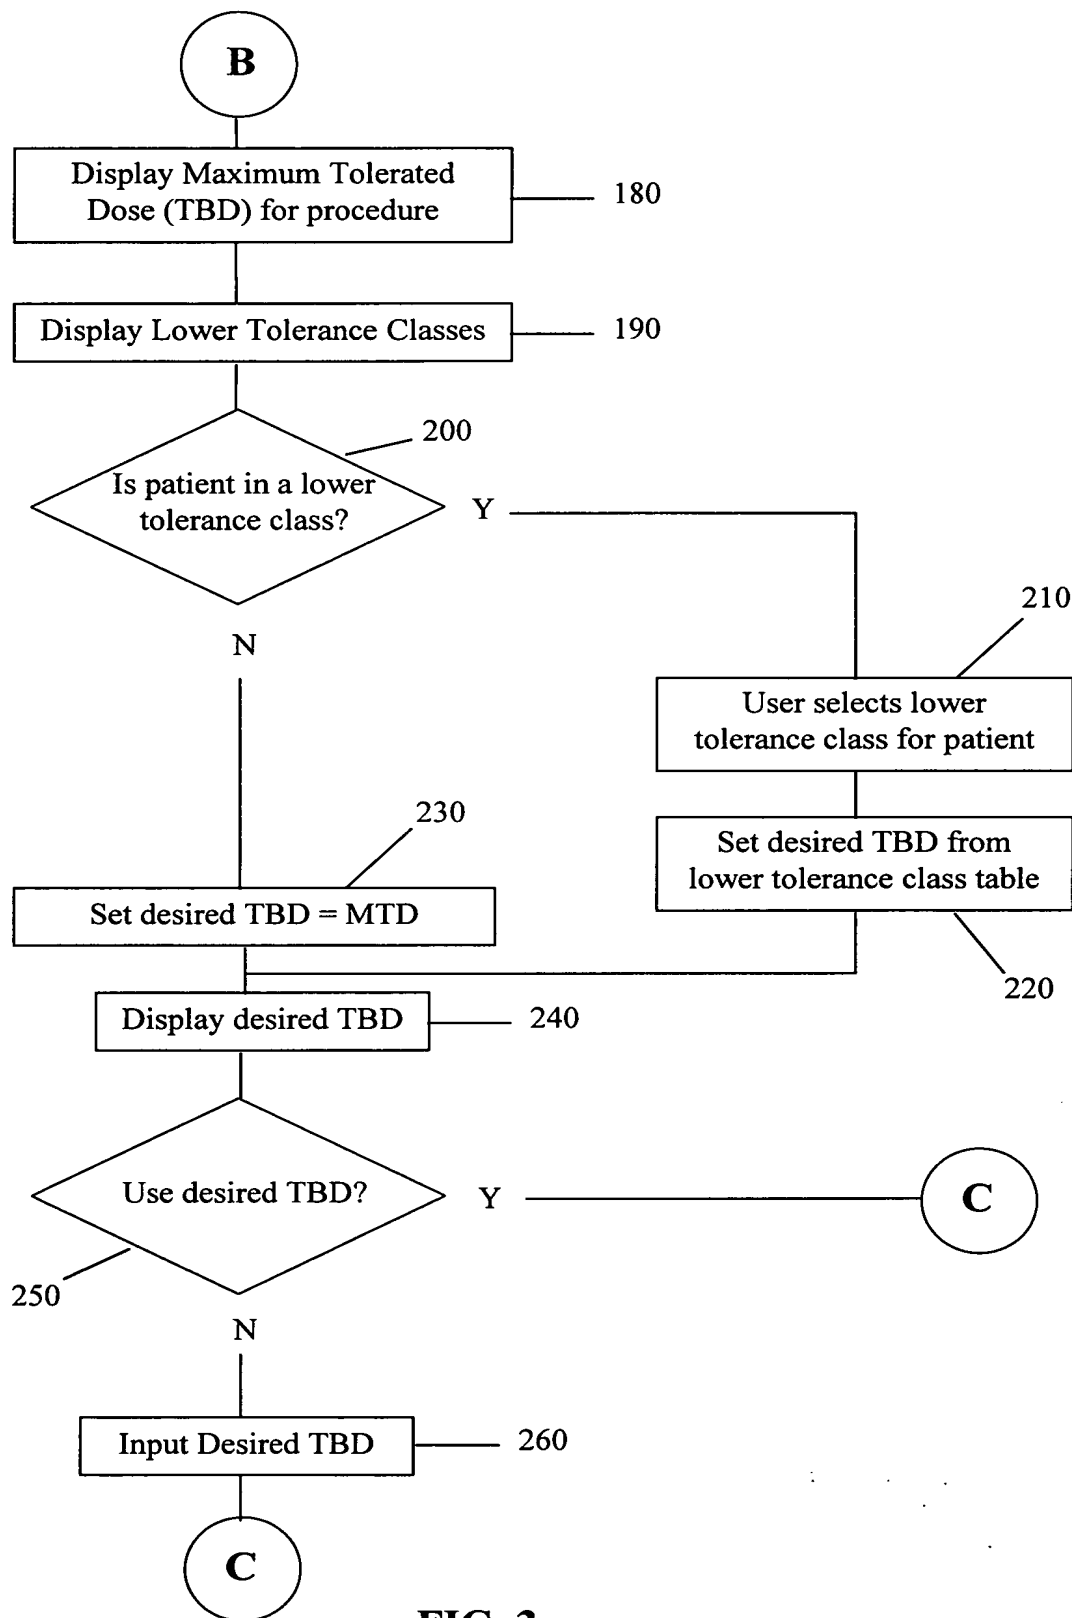 B
Display Maximum Tolerated
Dose (TBD) for procedure
180
Display Lower Tolerance Classes
190
200
Is patient in a lower
tolerance class?
Y
N
210
User selects lower
tolerance class for patient
230
Set desired TBD from
lower tolerance class table
Set desired TBD = MTD
220
Display desired TBD
240
Use desired TBD?
Y
C
250
N
Input Desired TBD
260
C